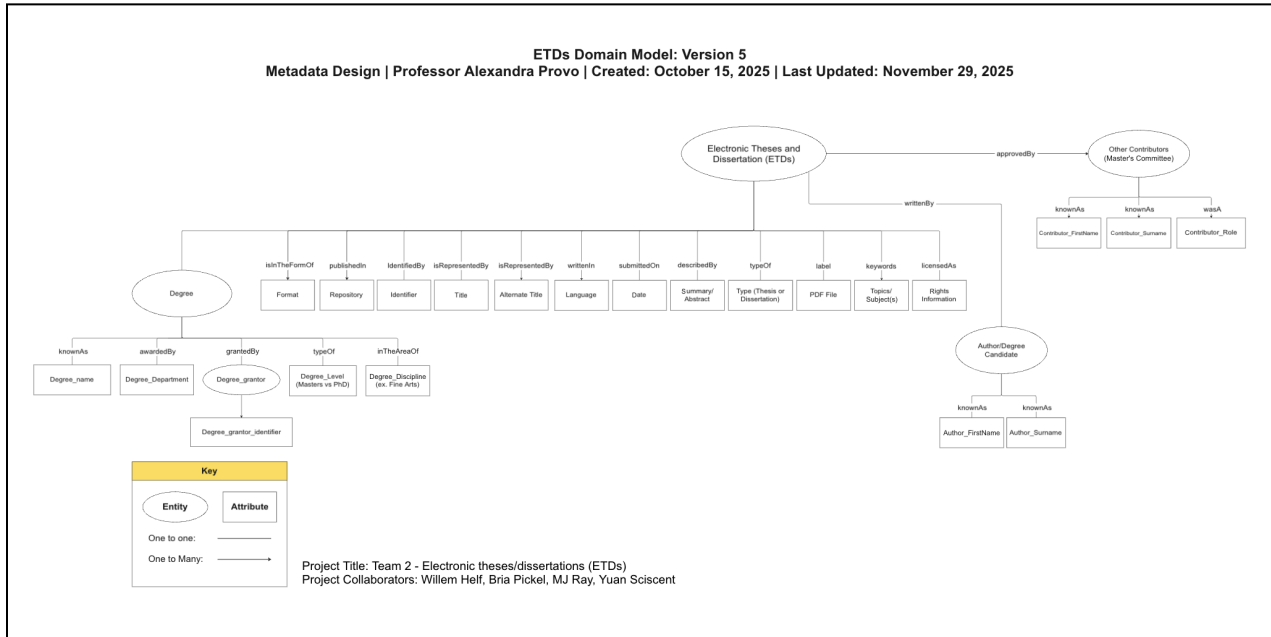 ETDs Domain Model: Version 5
Metadata Design | Professor Alexandra Provo | Created: October 15, 2025 | Last Updated: November 29, 2025
Electronic Theses and
Dissertation (ETDs)
approvedBy
Other Contributors
(Master's Committee)
writtenBy
knownAs
knownAs
wasA
Contributor_FirstName
Contributor_Surname
Contributor_Role
Degree
isInTheFormOf
publishedIn
IdentifiedBy
isRepresentedBy
isRepresentedBy
writtenIn
submittedOn
describedBy
typeOf
label
keywords
licensedAs
Format
Repository
Identifier
Title
Alternate Title
Language
Date
Summary/
Abstract
Type (Thesis or
Dissertation)
PDF File
Topics/
Subject(s)
Rights
Information
knownAs
awardedBy
grantedBy
typeOf
inTheAreaOf
Degree_name
Degree_Department
Degree_grantor
Degree_Level
(Masters vs PhD)
Degree_Discipline
(ex. Fine Arts)
Degree_grantor_identifier
Author/Degree
Candidate
knownAs
knownAs
Author_FirstName
Author_Surname
Key
Entity
Attribute
One to one:
One to Many:
Project Title: Team 2 - Electronic theses/dissertations (ETDs)
Project Collaborators: Willem Helf, Bria Pickel, MJ Ray, Yuan Sciscent